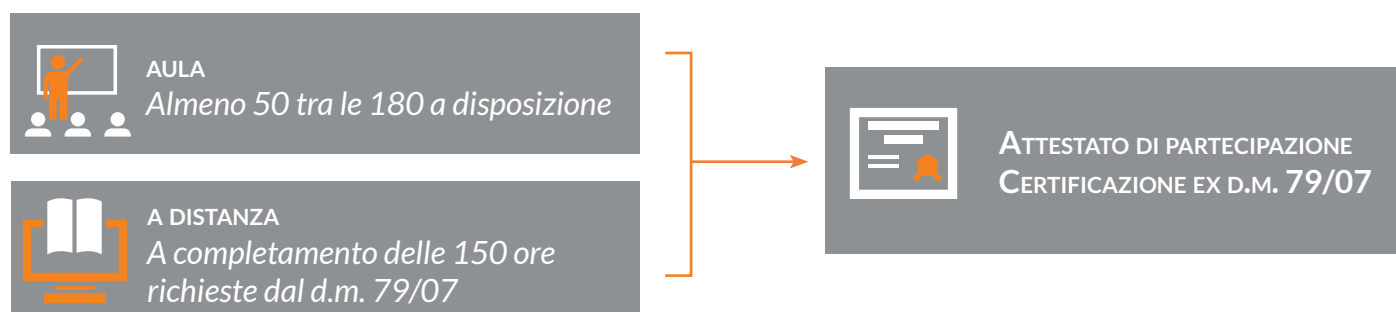 AULA
Almeno 50 tra le 180 a disposizione
A DISTANZA
A completamento delle 150 ore
richieste dal d.m. 79/07
ATTESTATO DI PARTECIPAZIONE
CERTIFICAZIONE EX D.M. 79/07